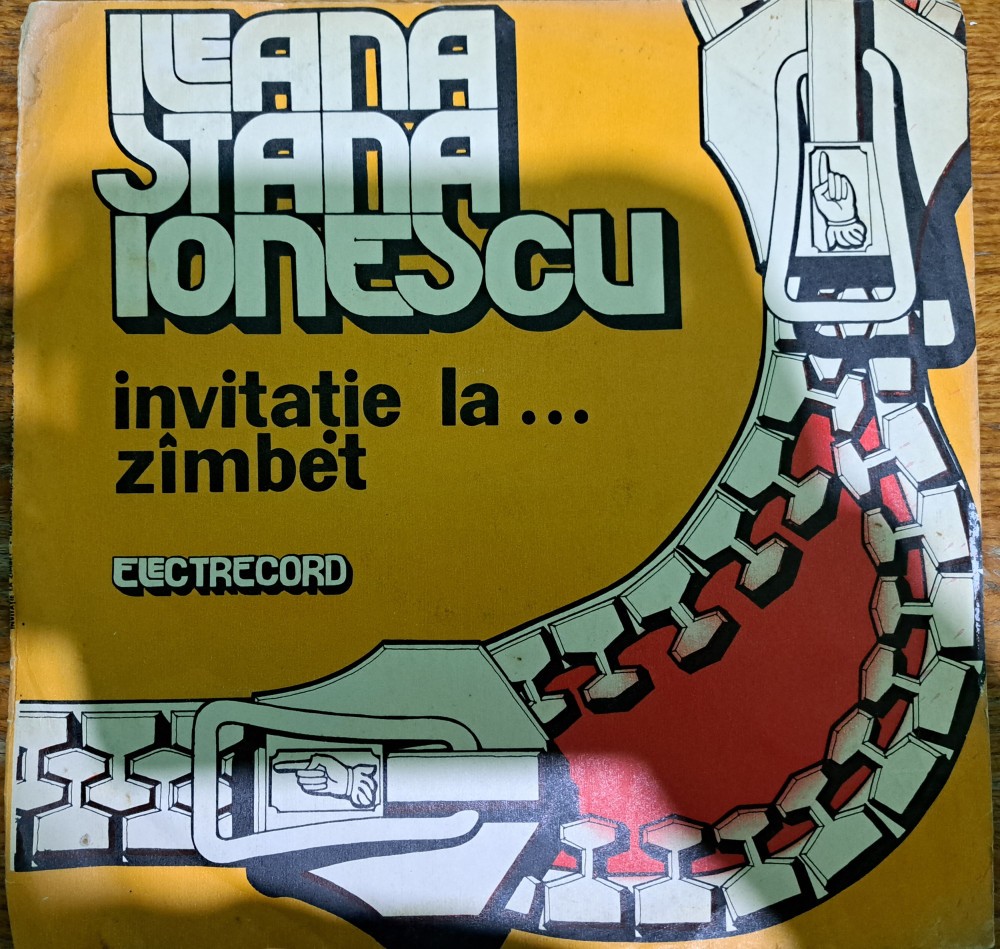 ILEANA
STANA
IONESCU
invitație la...
zîmbet
ELECTRECORD